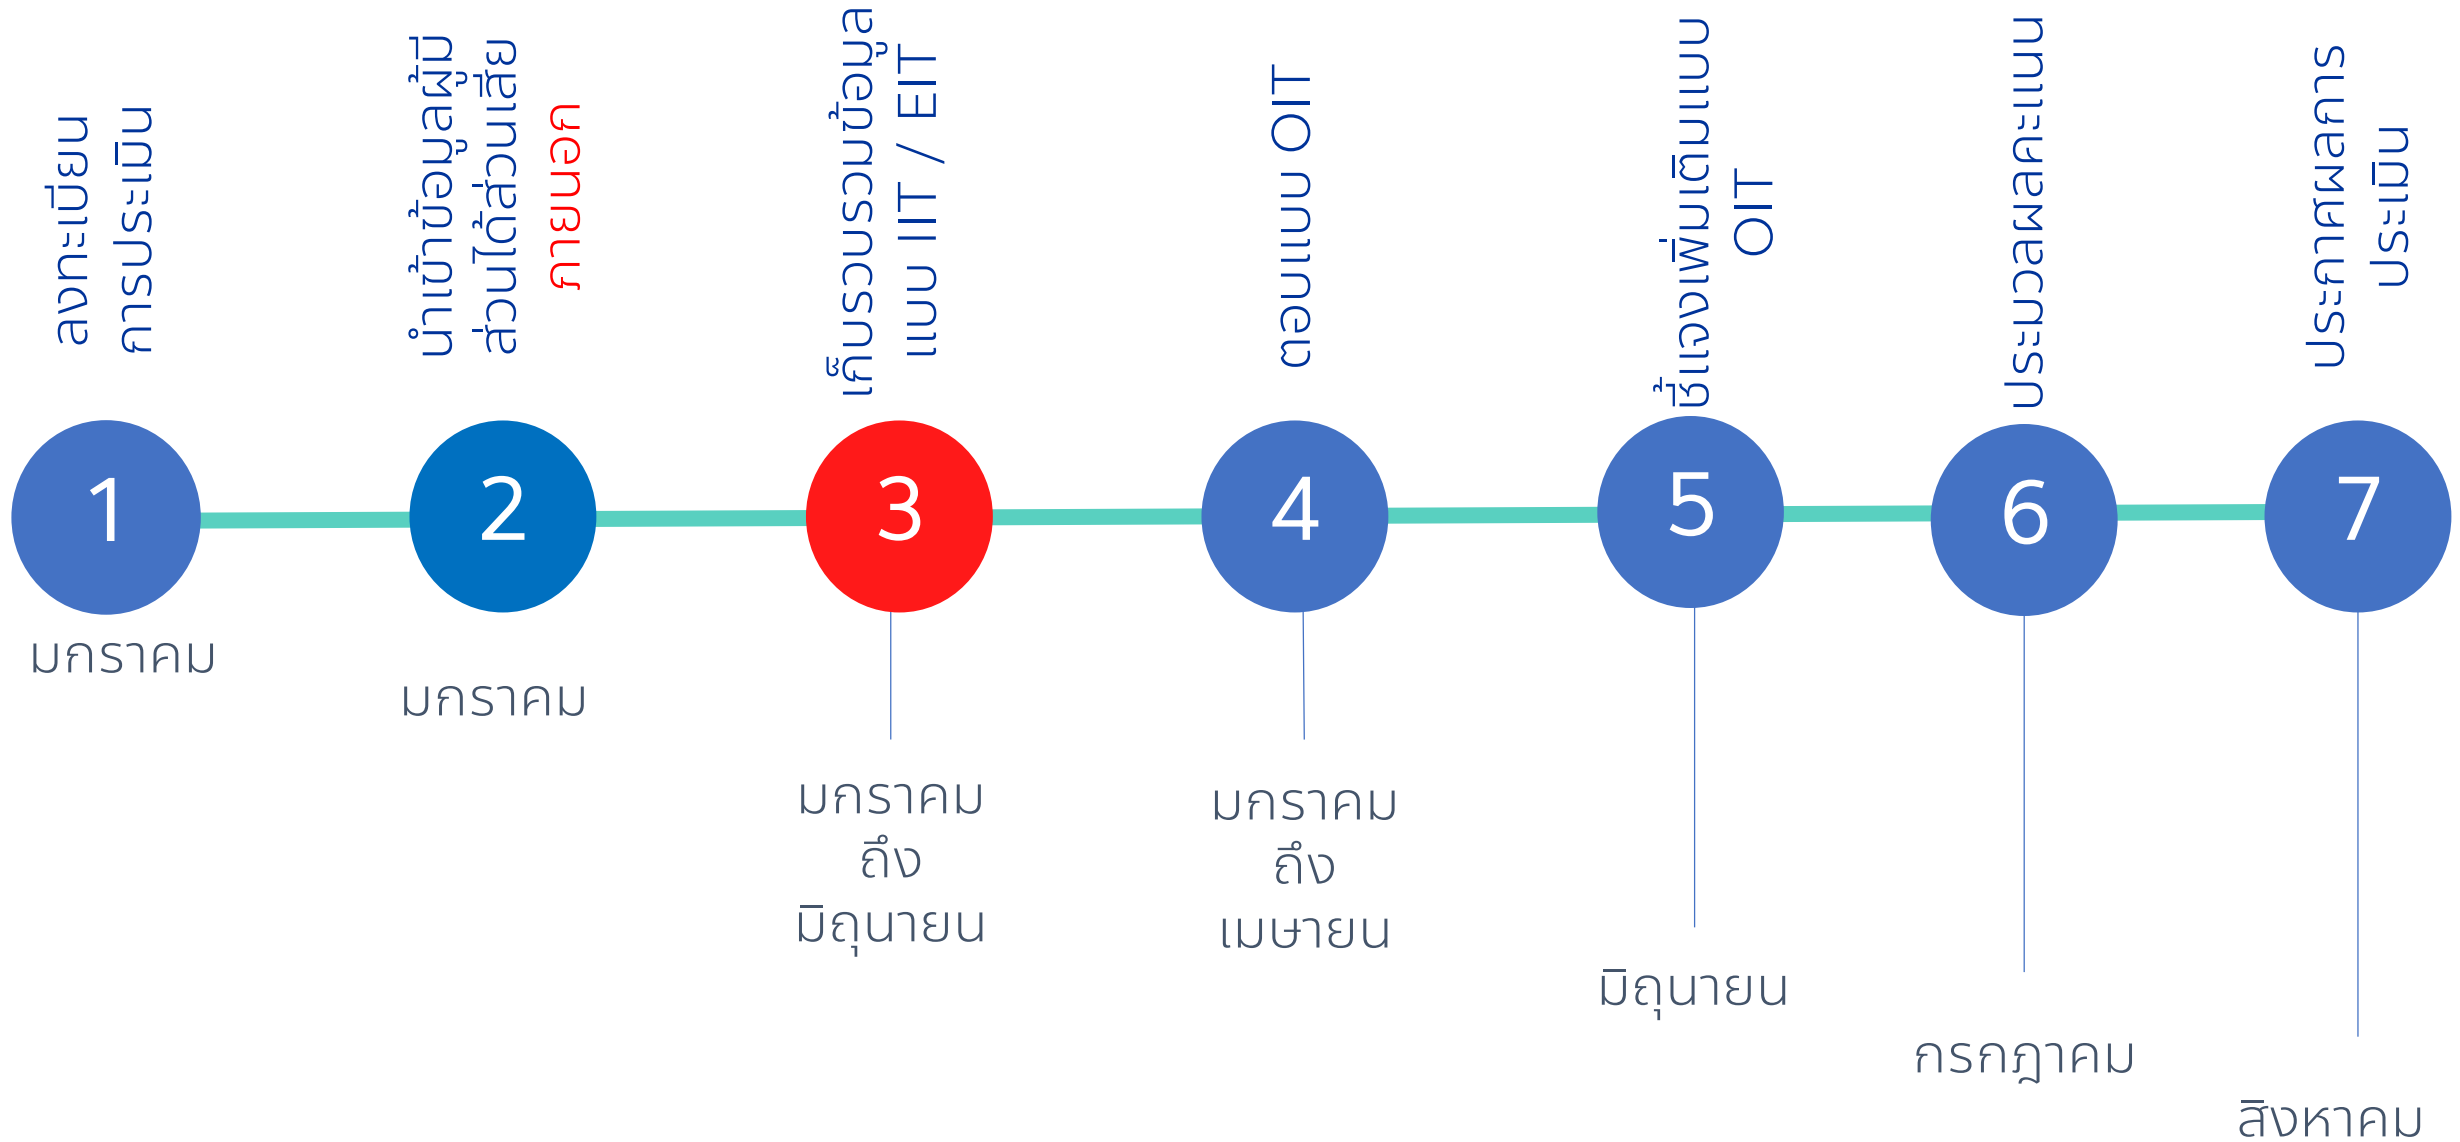 ลงทะเบียน
การประเมิน
นำเข้าข้อมูลผู้มี
ส่วนได้ส่วนเสีย
ภายนอก
เก็บรวบรวมข้อมูล
แบบ IIT / EIT
ตอบแบบ OIT
ชี้แจงเพิ่มเติมแบบ
OIT
ประมวลผลคะแนน
ประกาศผลการ
ประเมิน
1
2
3
4
5
6
7
มกราคม
มกราคม
มกราคม
ถึง
มิถุนายน
มกราคม
ถึง
เมษายน
มิถุนายน
กรกฎาคม
สิงหาคม